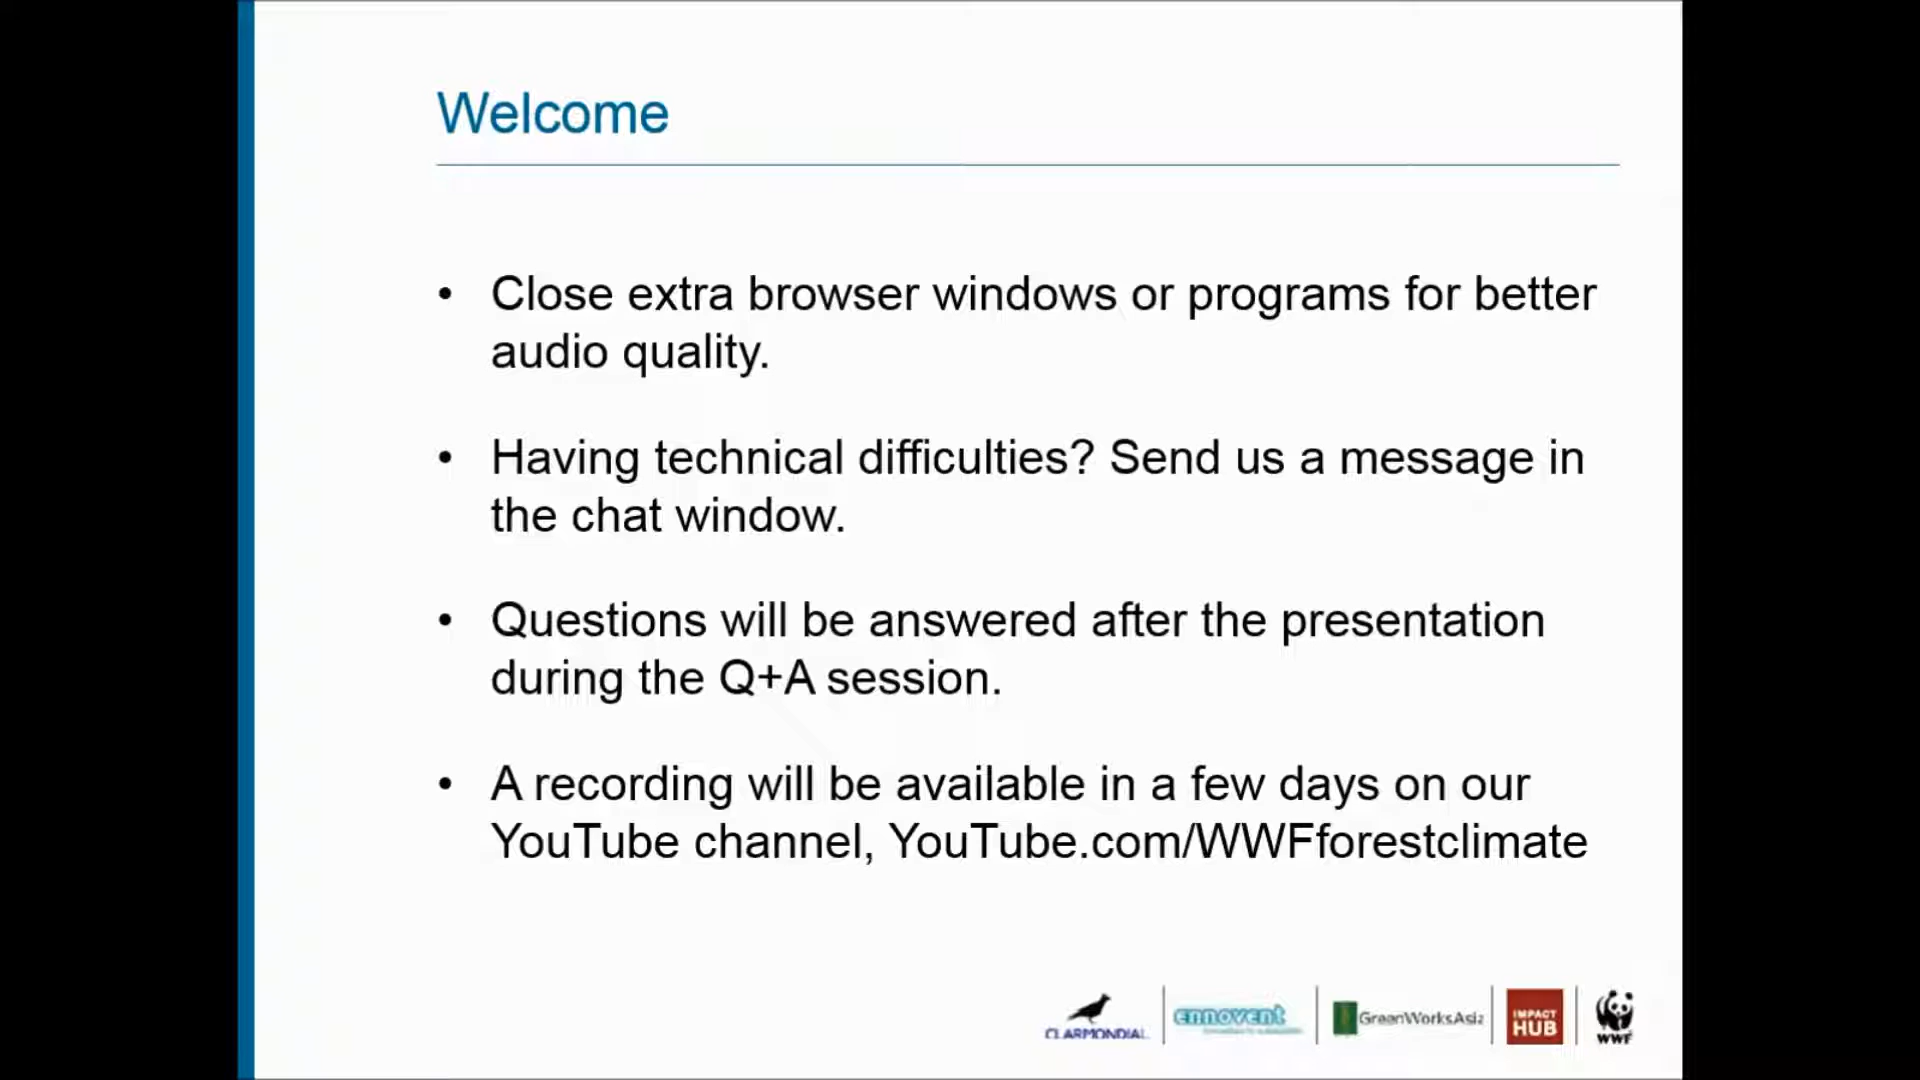 Welcome
• Close extra browser windows or programs for better
audio quality.
• Having technical difficulties? Send us a message in
the chat window.
• Questions will be answered after the presentation
during the Q+A session.
• A recording will be available in a few days on our
YouTube channel, YouTube.com/WWFforestclimate
CLARMONDIAL
ennovent
GreenWorksAsia
IMPACT
HUB
WWF